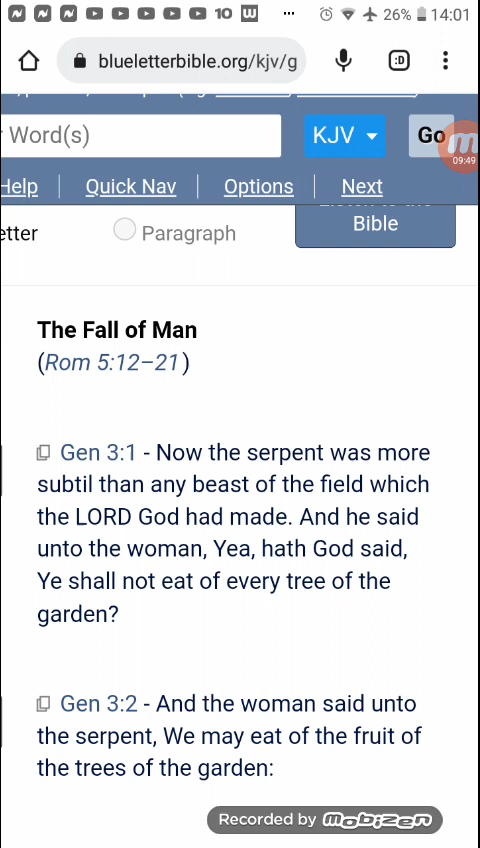 10 W ... 26% 14:01
blueletterbible.org/kjv/g :D
Word(s) KJV Go
09:49
Help Quick Nav Options Next
etter Paragraph Listen to the
Bible
The Fall of Man
(Rom 5:12–21)
Gen 3:1 - Now the serpent was more
subtil than any beast of the field which
the LORD God had made. And he said
unto the woman, Yea, hath God said,
Ye shall not eat of every tree of the
garden?
Gen 3:2 - And the woman said unto
the serpent, We may eat of the fruit of
the trees of the garden:
Recorded by Mobizen